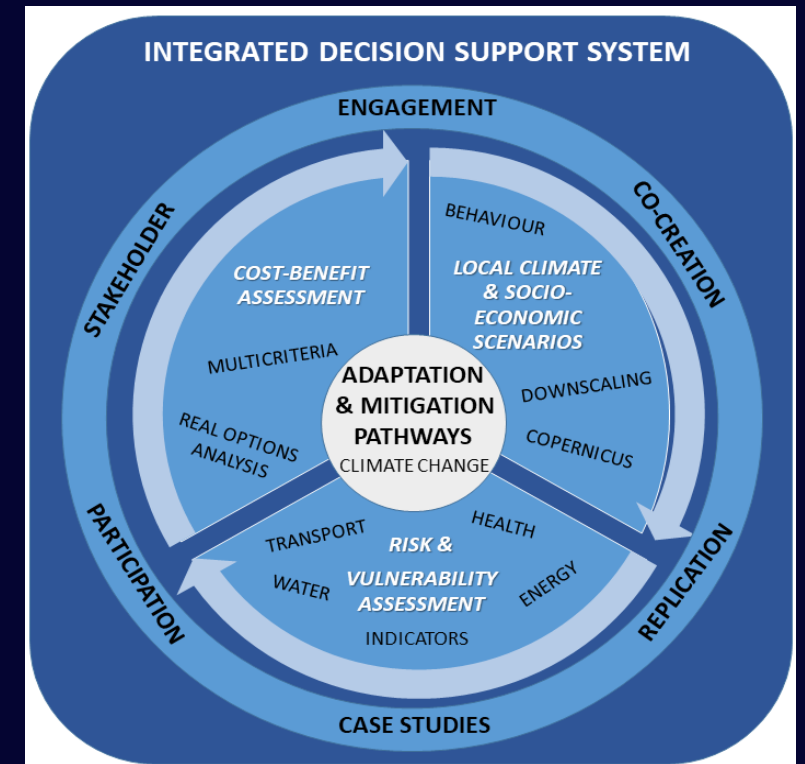 INTEGRATED DECISION SUPPORT SYSTEM
ENGAGEMENT
CO-CREATION
REPLICATION
CASE STUDIES
PARTICIPATION
STAKEHOLDER
BEHAVIOUR
LOCAL CLIMATE
& SOCIO-
ECONOMIC
SCENARIOS
DOWNSCALING
COPERNICUS
HEALTH
TRANSPORT
RISK &
VULNERABILITY
ASSESSMENT
WATER
ENERGY
INDICATORS
COST-BENEFIT
ASSESSMENT
MULTICRITERIA
REAL OPTIONS
ANALYSIS
ADAPTATION
& MITIGATION
PATHWAYS
CLIMATE CHANGE